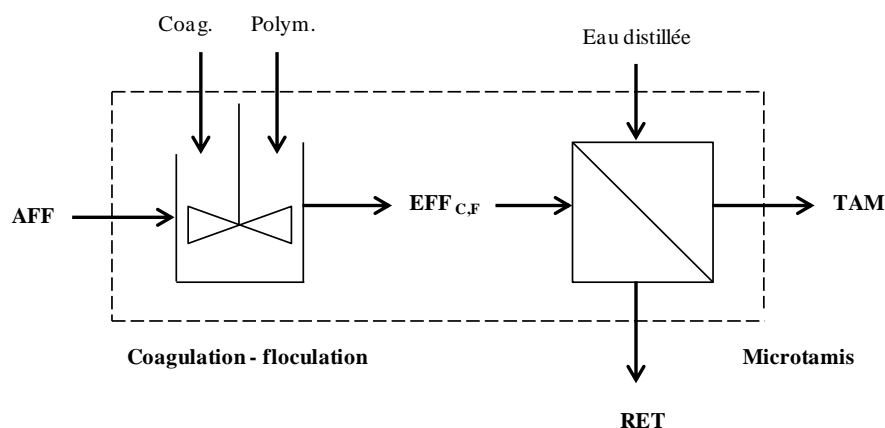 Coag. Polym.
Eau distillée
AFF
EFF C,F
TAM
Coagulation - floculation
Microtamis
RET